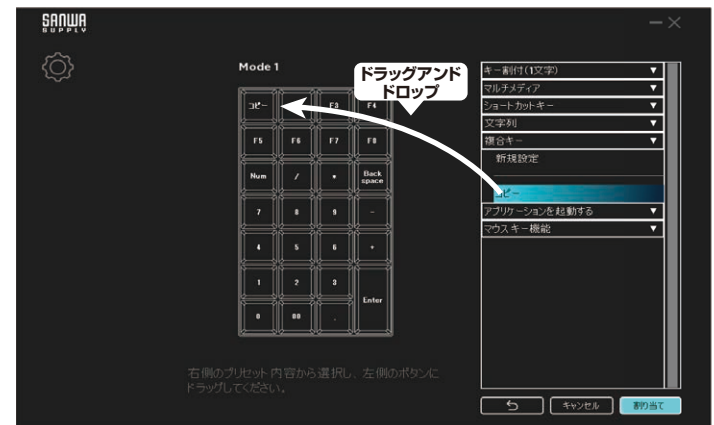 SANWA
SUPPLY
Mode 1
ドラッグアンド
ドロップ
コピー
F3
F4
F5
F6
F7
F8
Num
/
*
Back
space
7
8
9
-
4
5
6
+
1
2
3
Enter
0
00
.
キー割付(1文字)
マルチメディア
ショートカットキー
文字列
複合キー
新規設定
コピー
アプリケーションを起動する
マウスキー機能
右側のプリセット内容から選択し、左側のボタンに
ドラッグしてください。
キャンセル
割り当て